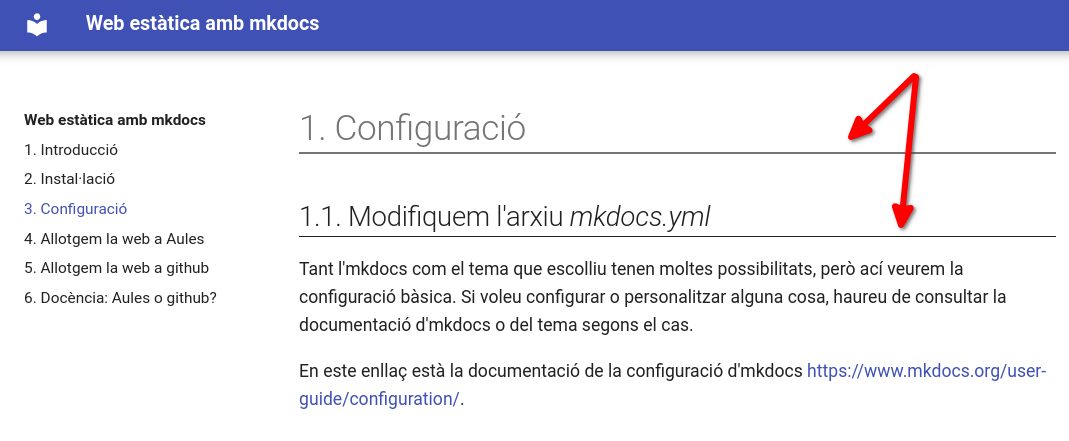 Web estàtica amb mkdocs
Web estàtica amb mkdocs
1. Introducció
2. Instal·lació
3. Configuració
4. Allotgem la web a Aules
5. Allotgem la web a github
6. Docència: Aules o github?
1. Configuració
1.1. Modifiquem l'arxiu mkdocs.yml
Tant l'mkdocs com el tema que escolliu tenen moltes possibilitats, però ací veurem la
configuració bàsica. Si voleu configurar o personalitzar alguna cosa, haureu de consultar la
documentació d'mkdocs o del tema segons el cas.
En este enllaç està la documentació de la configuració d'mkdocs https://www.mkdocs.org/user-
guide/configuration/.